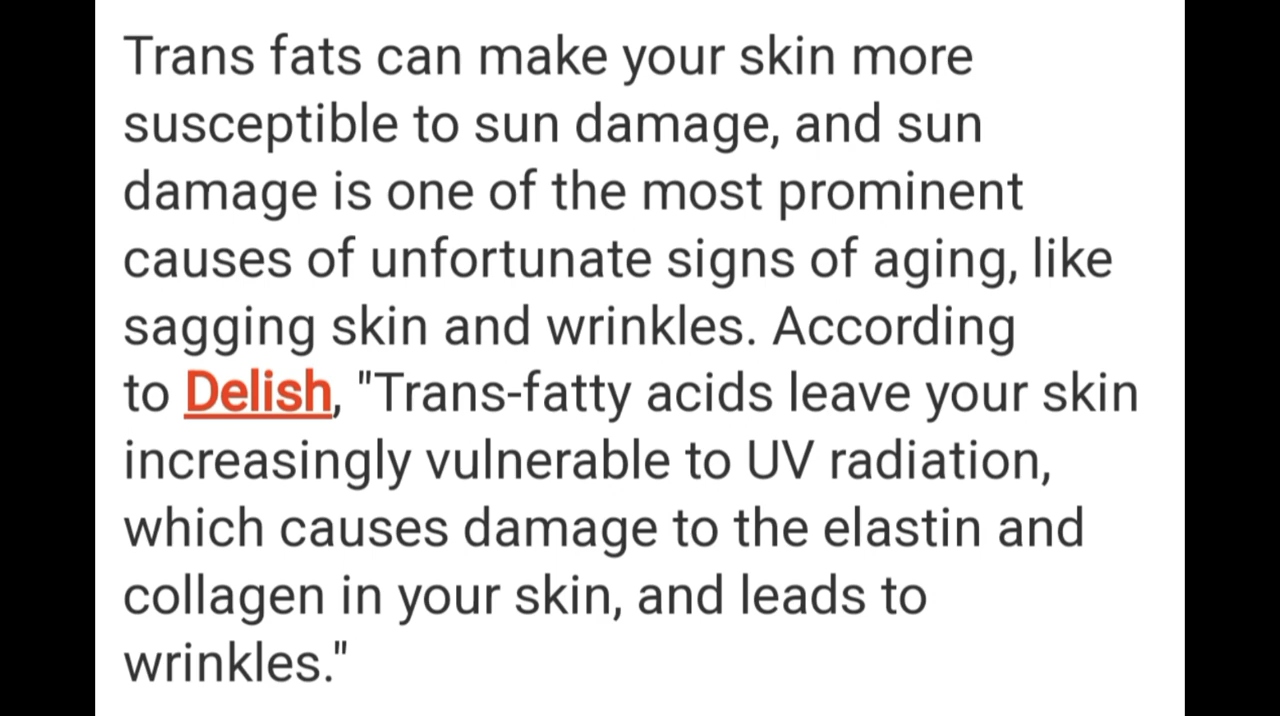 Trans fats can make your skin more
susceptible to sun damage, and sun
damage is one of the most prominent
causes of unfortunate signs of aging, like
sagging skin and wrinkles. According
to Delish, "Trans-fatty acids leave your skin
increasingly vulnerable to UV radiation,
which causes damage to the elastin and
collagen in your skin, and leads to
wrinkles."